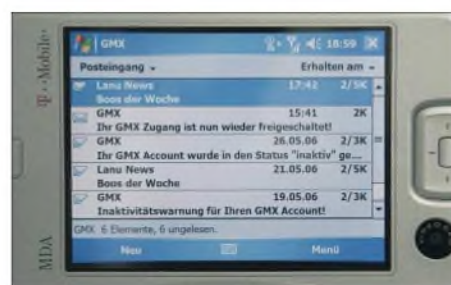 T··Mobile·
GMX 18:59
Posteingang Erhalten am
Lanu News 17:42 2/5K
Boos der Woche
GMX 15:41 2K
Ihr GMX Zugang ist nun wieder freigeschaltet!
GMX 26.05.06 2/3K
Ihr GMX Account wurde in den Status "inaktiv" ge...
Lanu News 21.05.06 2/5K
Boos der Woche
GMX 19.05.06 2/3K
Inaktivitätswarnung für Ihren GMX Account!
GMX 6 Elemente, 6 ungelesen.
Neu Menü
MDA